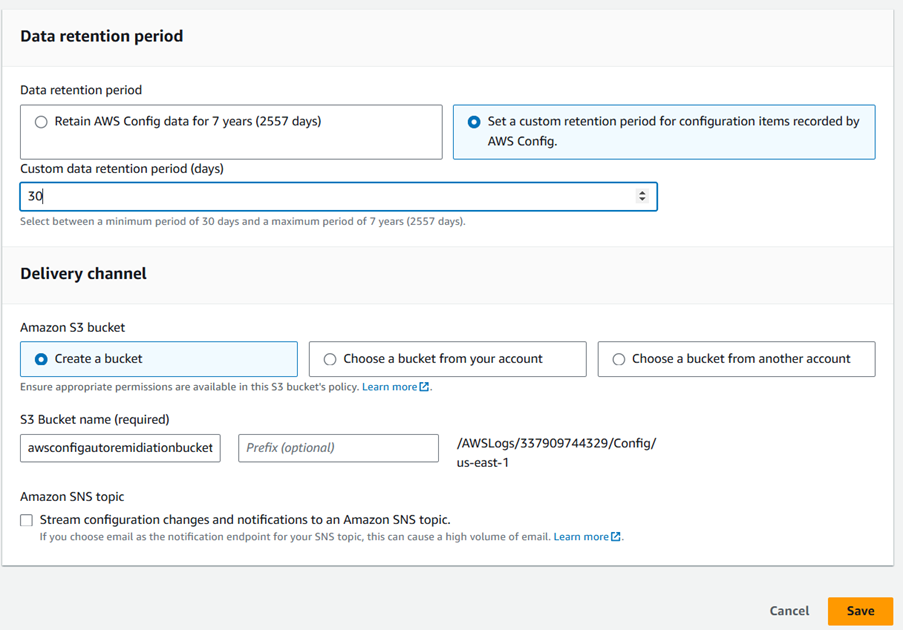 Data retention period
Data retention period
Retain AWS Config data for 7 years (2557 days)
Set a custom retention period for configuration items recorded by
AWS Config.
Custom data retention period (days)
30
Select between a minimum period of 30 days and a maximum period of 7 years (2557 days).
Delivery channel
Amazon S3 bucket
Create a bucket
Choose a bucket from your account
Choose a bucket from another account
Ensure appropriate permissions are available in this S3 bucket's policy. Learn more.
S3 Bucket name (required)
awsconfigautoremidiationbucket
Prefix (optional)
/AWSLogs/337909744329/Config/
us-east-1
Amazon SNS topic
Stream configuration changes and notifications to an Amazon SNS topic.
If you choose email as the notification endpoint for your SNS topic, this can cause a high volume of email. Learn more.
Cancel
Save